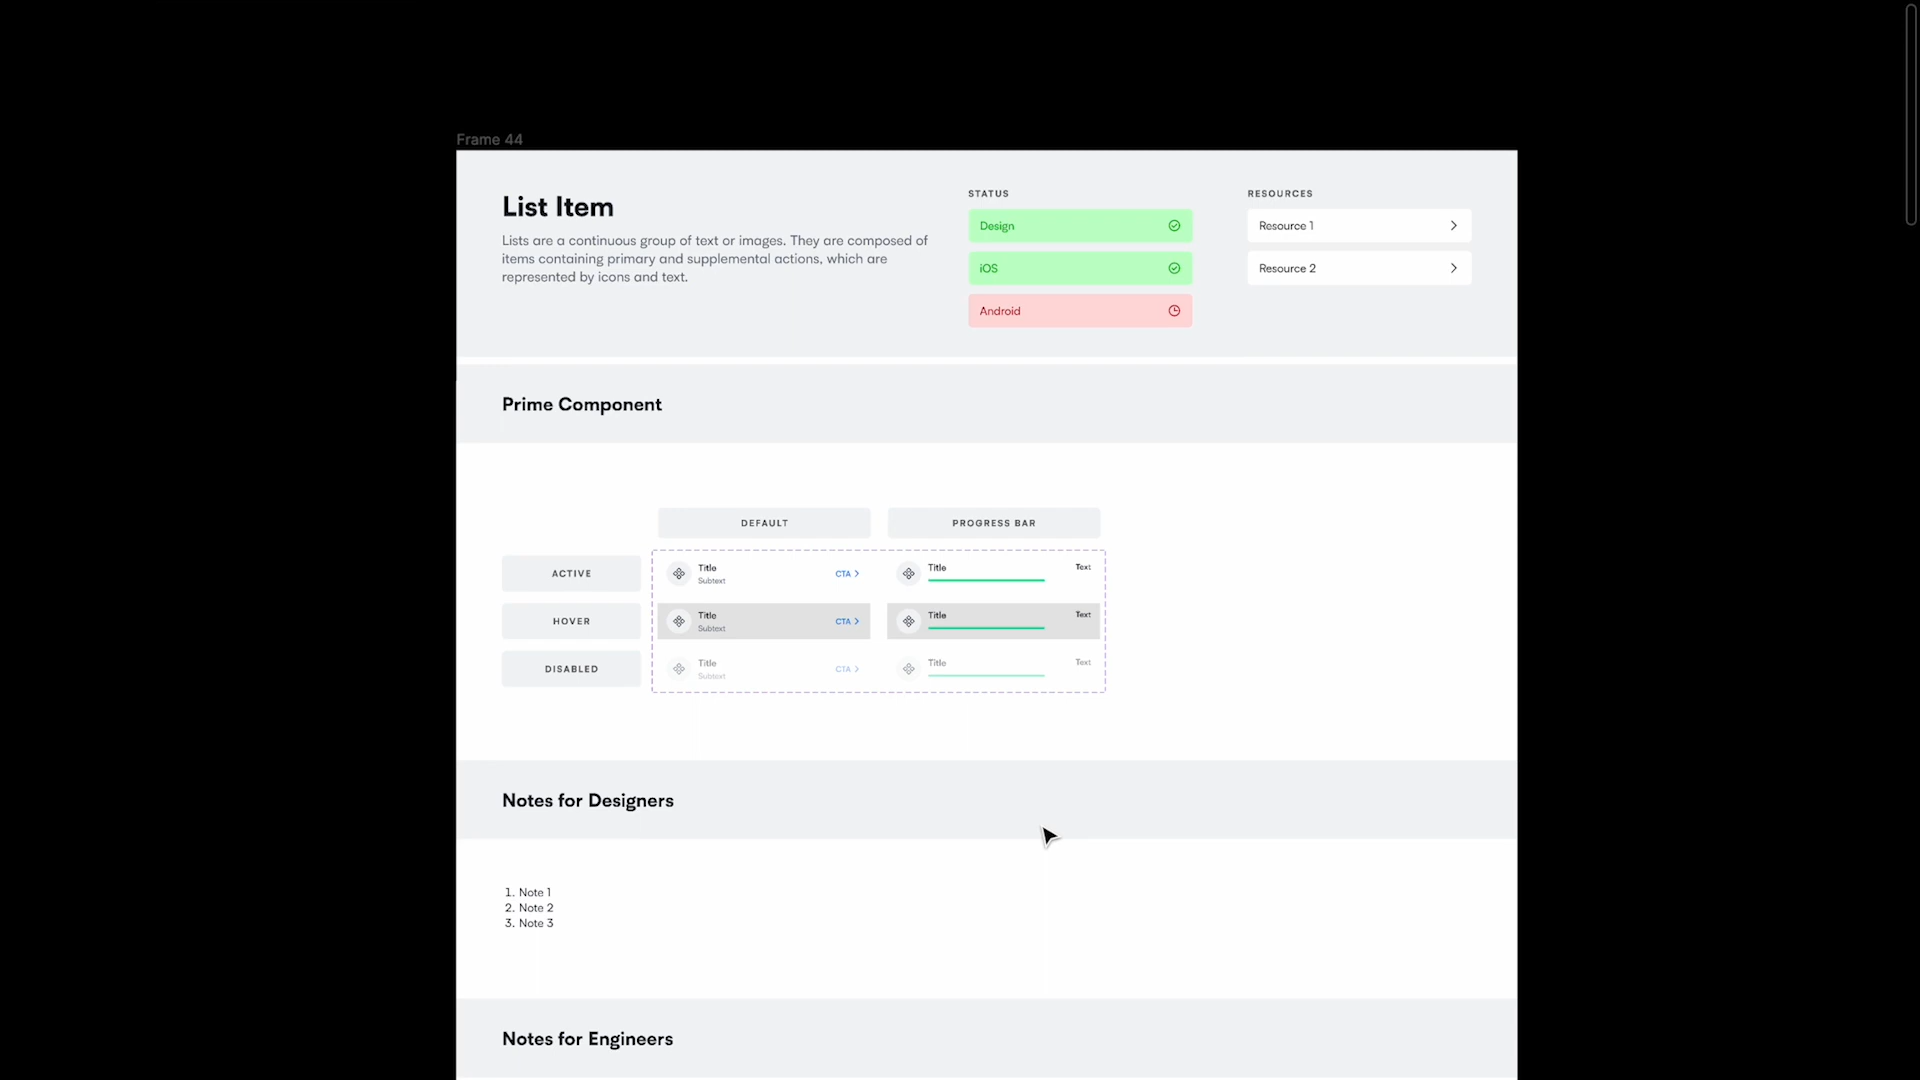 Frame 44
List Item
Lists are a continuous group of text or images. They are composed of
items containing primary and supplemental actions, which are
represented by icons and text.
STATUS
Design
iOS
Android
RESOURCES
Resource 1
Resource 2
Prime Component
DEFAULT
PROGRESS BAR
ACTIVE
Title
Subtext
CTA
Title
Text
HOVER
Title
Subtext
CTA
Title
Text
DISABLED
Title
Subtext
CTA
Title
Text
Notes for Designers
1. Note 1
2. Note 2
3. Note 3
Notes for Engineers